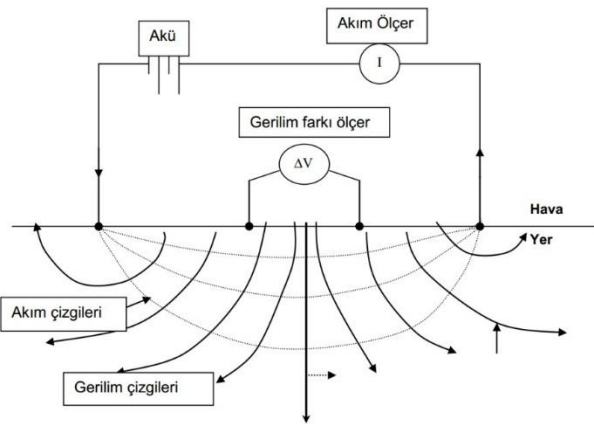 Akım Ölçer
Akü
I
Gerilim farkı ölçer
ΔV
Hava
Yer
Akım çizgileri
Gerilim çizgileri